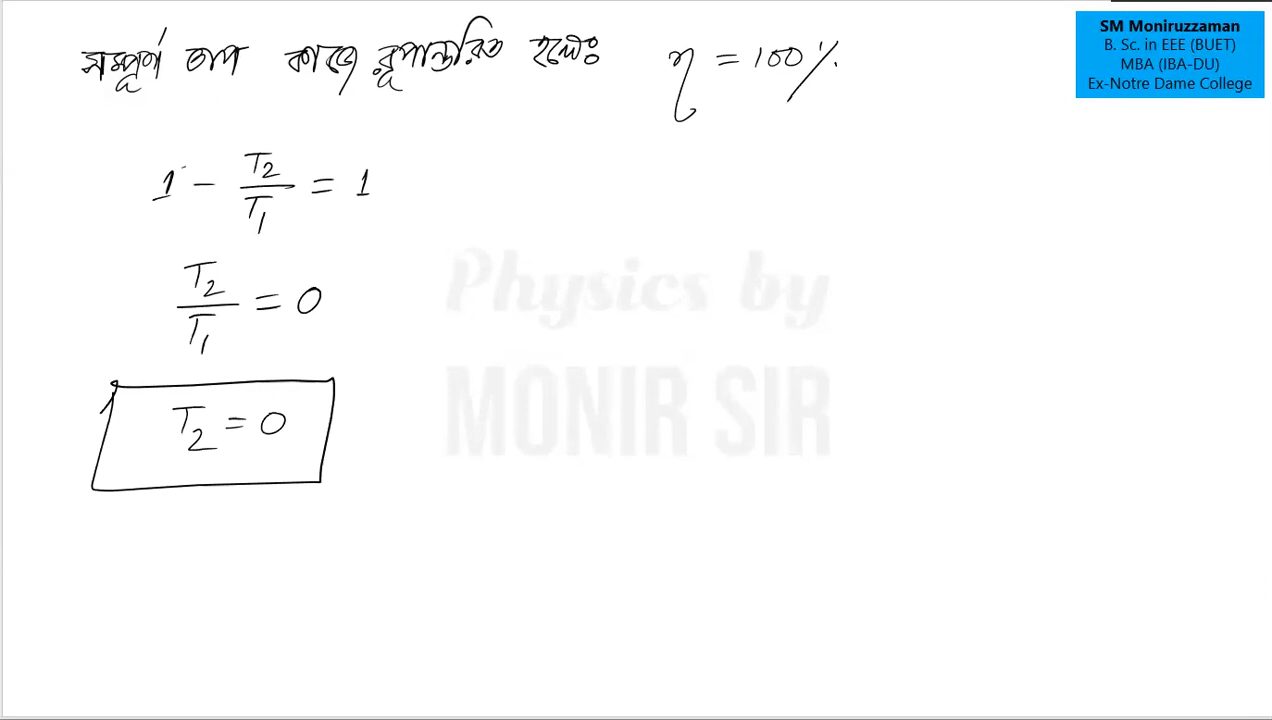 সম্পূর্ণ তাপ কাজে রূপান্তরিত হলেঃ η = 100%
SM Moniruzzaman
B. Sc. in EEE (BUET)
MBA (IBA-DU)
Ex-Notre Dame College
1 - T₂/T₁ = 1
T₂/T₁ = 0
T₂ = 0
Physics by
MONIR SIR